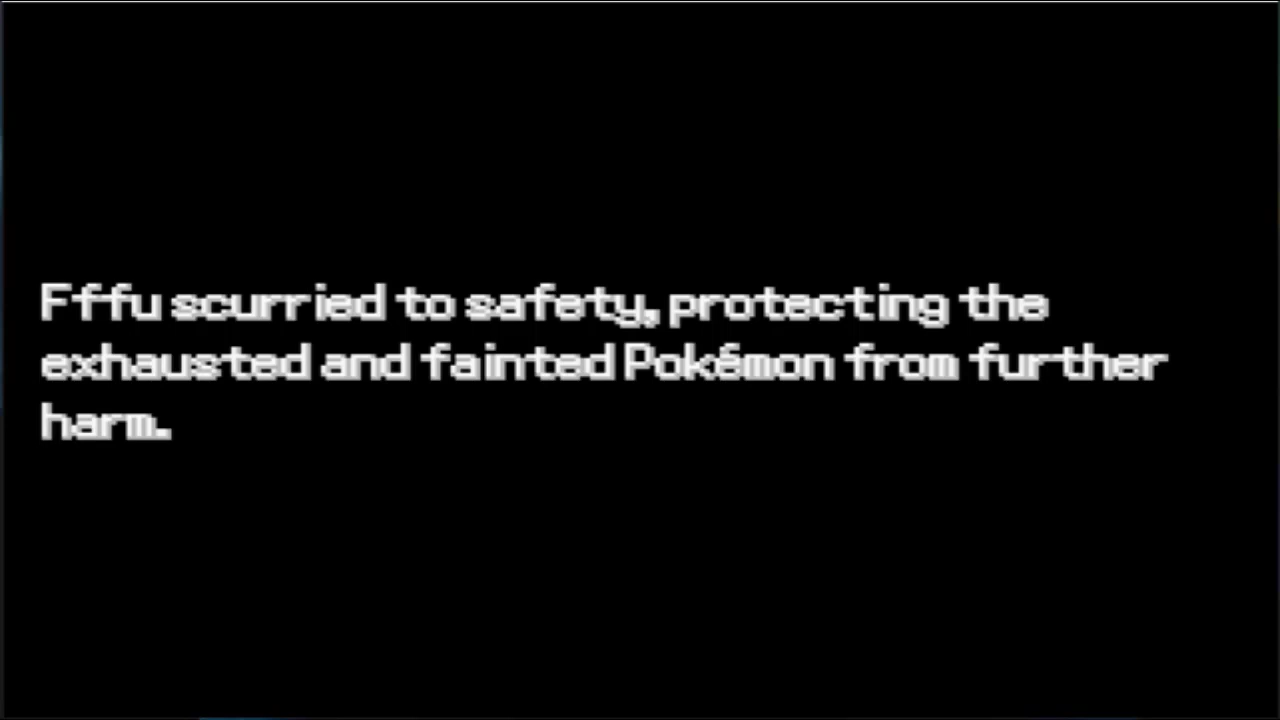 Fffu scurried to safety, protecting the
exhausted and fainted Pokémon from further
harm.